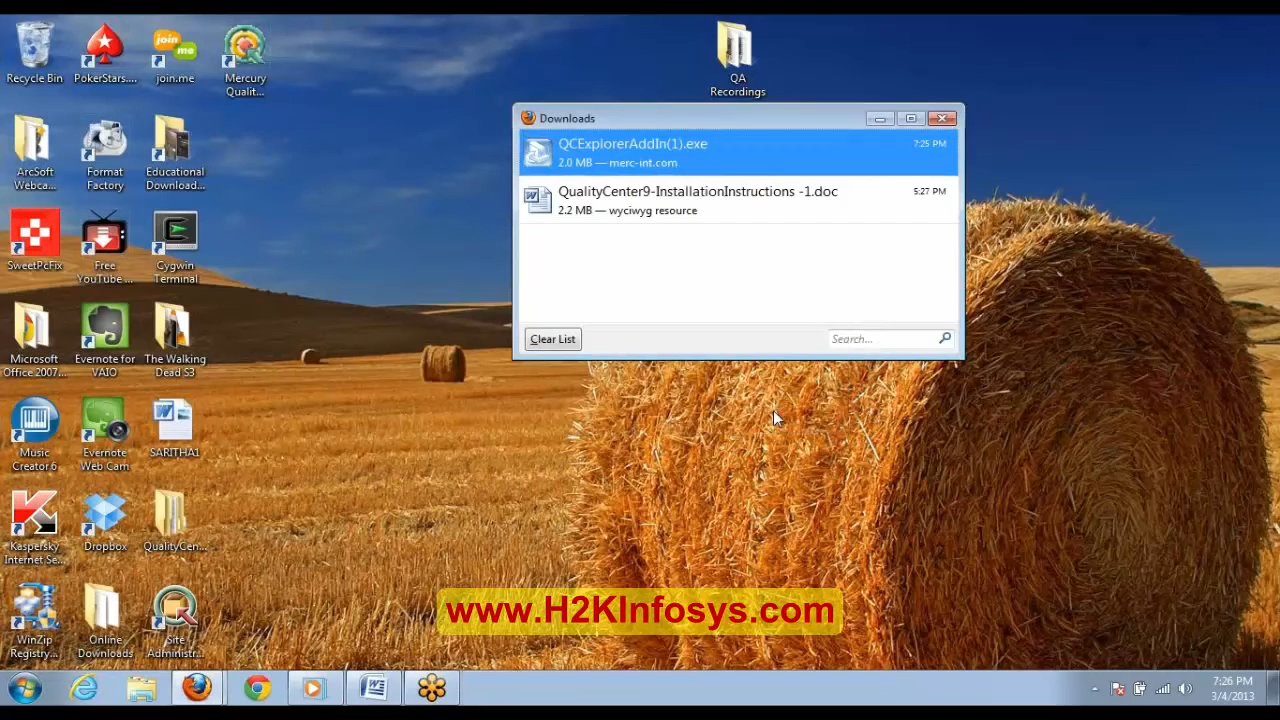 Recycle Bin
PokerStars....
join.me
Mercury
Qualit...
QA
Recordings
ArcSoft
Webca...
Format
Factory
Educational
Download...
SweetPcFix
Free
YouTube ...
Cygwin
Terminal
Microsoft
Office 2007...
Evernote for
VAIO
The Walking
Dead S3
Music
Creator 6
Evernote
Web Cam
SARITHA1
Kaspersky
Internet Se...
Dropbox
QualityCen...
WinZip
Registry...
Online
Downloads
Site
Administr...
Downloads
QCExplorerAddIn(1).exe
7:25 PM
2.0 MB — merc-int.com
QualityCenter9-InstallationInstructions -1.doc
5:27 PM
2.2 MB — wyciwyg resource
Clear List
Search...
www.H2KInfosys.com
7:26 PM
3/4/2013